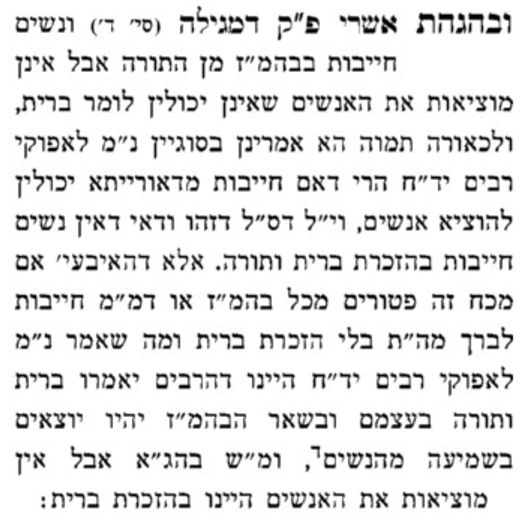 ובהגהת אשרי פ"ק דמגילה (סי' ד') ונשים
חייבות בבהמ"ז מן התורה אבל אינן
מוציאות את האנשים שאינן יכולין לומר ברית,
ולכאורה תמוה הא אמרינן בסוגיין נ"מ לאפוקי
רבים יד"ח הרי דאם חייבות מדאורייתא יכולין
להוציא אנשים, וי"ל דס"ל דזהו ודאי דאין נשים
חייבות בהזכרת ברית ותורה. אלא דהאיבעי' אם
מכח זה פטורים מכל בהמ"ז או דמ"מ חייבות
לברך מה"ת בלי הזכרת ברית ומה שאמר נ"מ
לאפוקי רבים יד"ח היינו דהרבים יאמרו ברית
ותורה בעצמם ובשאר הבהמ"ז יהיו יוצאים
בשמיעה מהנשים, ומ"ש בהג"א אבל אין
מוציאות את האנשים היינו בהזכרת ברית: